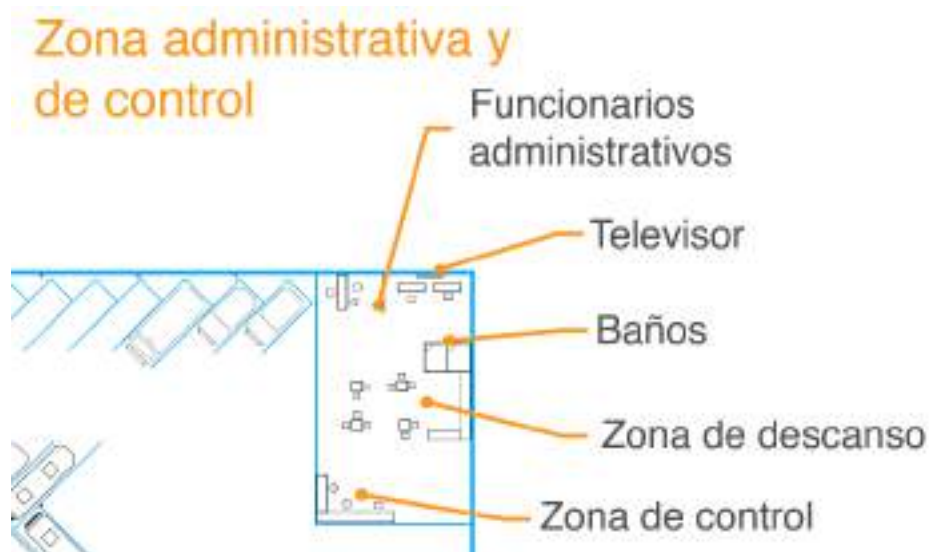 Zona administrativa y
de control
Funcionarios
administrativos
Televisor
Baños
Zona de descanso
Zona de control